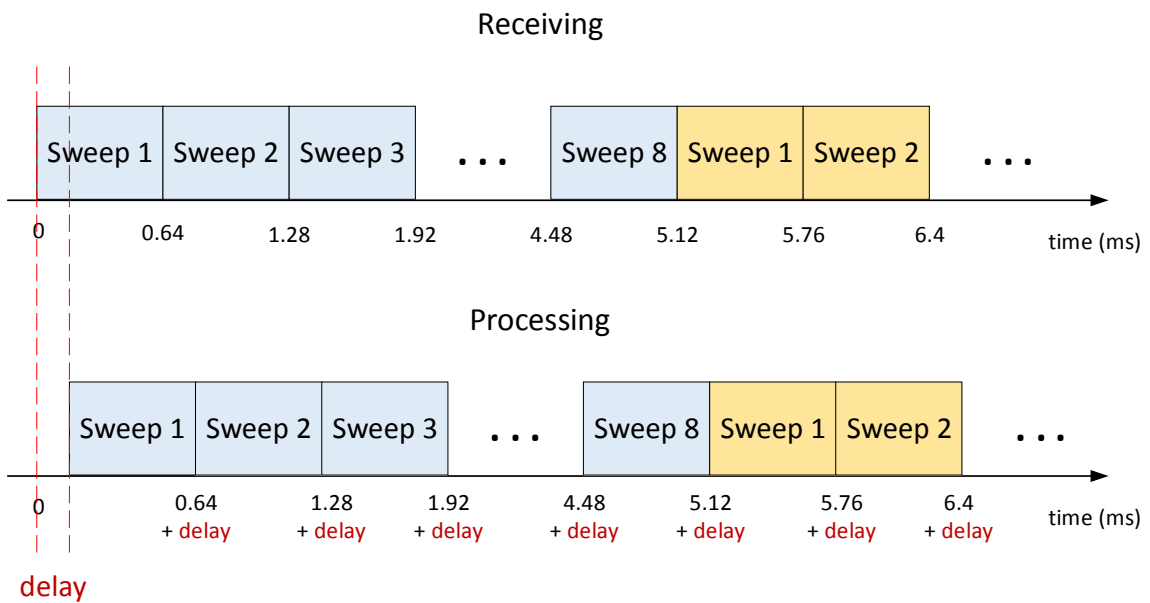 Receiving
Sweep 1 Sweep 2 Sweep 3 ... Sweep 8 Sweep 1 Sweep 2 ...
0 0.64 1.28 1.92 4.48 5.12 5.76 6.4 time (ms)
Processing
Sweep 1 Sweep 2 Sweep 3 ... Sweep 8 Sweep 1 Sweep 2 ...
0 0.64 1.28 1.92 4.48 5.12 5.76 6.4 time (ms)
+ delay + delay + delay + delay + delay + delay + delay
delay